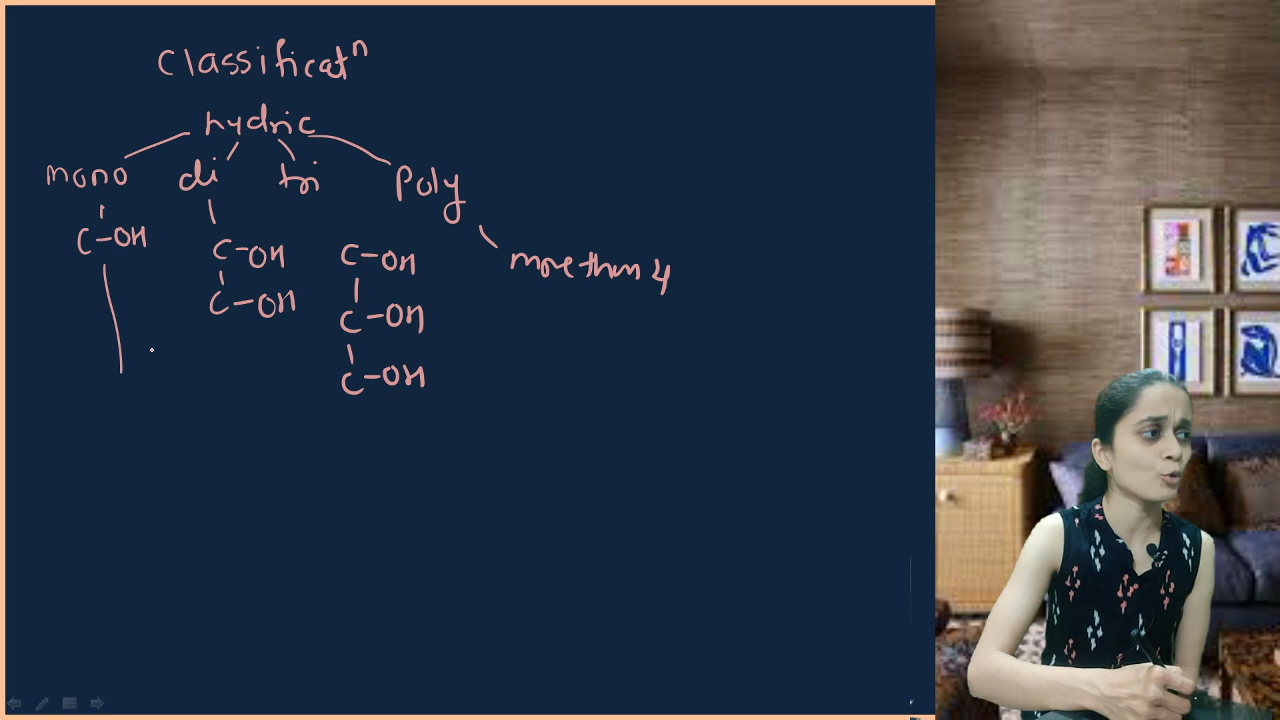 Classificatⁿ
hydric
mono di tri Poly
C-OH
C-OH
C-OH
C-OH
C-OH
C-OH
more than 4